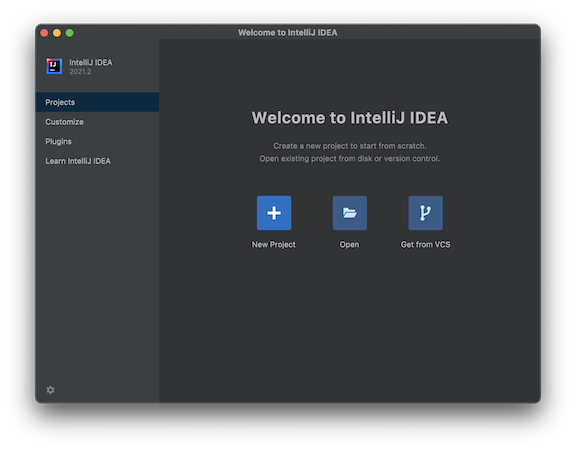 Welcome to IntelliJ IDEA
IntelliJ IDEA
2021.2
Projects
Customize
Plugins
Learn IntelliJ IDEA
Welcome to IntelliJ IDEA
Create a new project to start from scratch.
Open existing project from disk or version control.
New Project
Open
Get from VCS